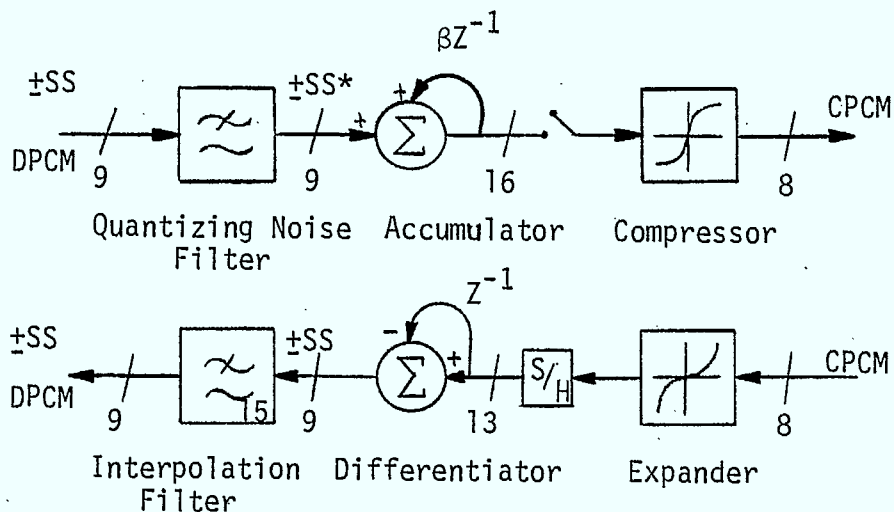 βZ⁻¹
±SS
±SS*
CPCM
+
+
Σ
DPCM
9
9
16
8
Quantizing Noise Filter
Accumulator
Compressor
Z⁻¹
±SS
±SS
-
+
Σ
S/H
CPCM
DPCM
9
15
9
13
8
Interpolation Filter
Differentiator
Expander